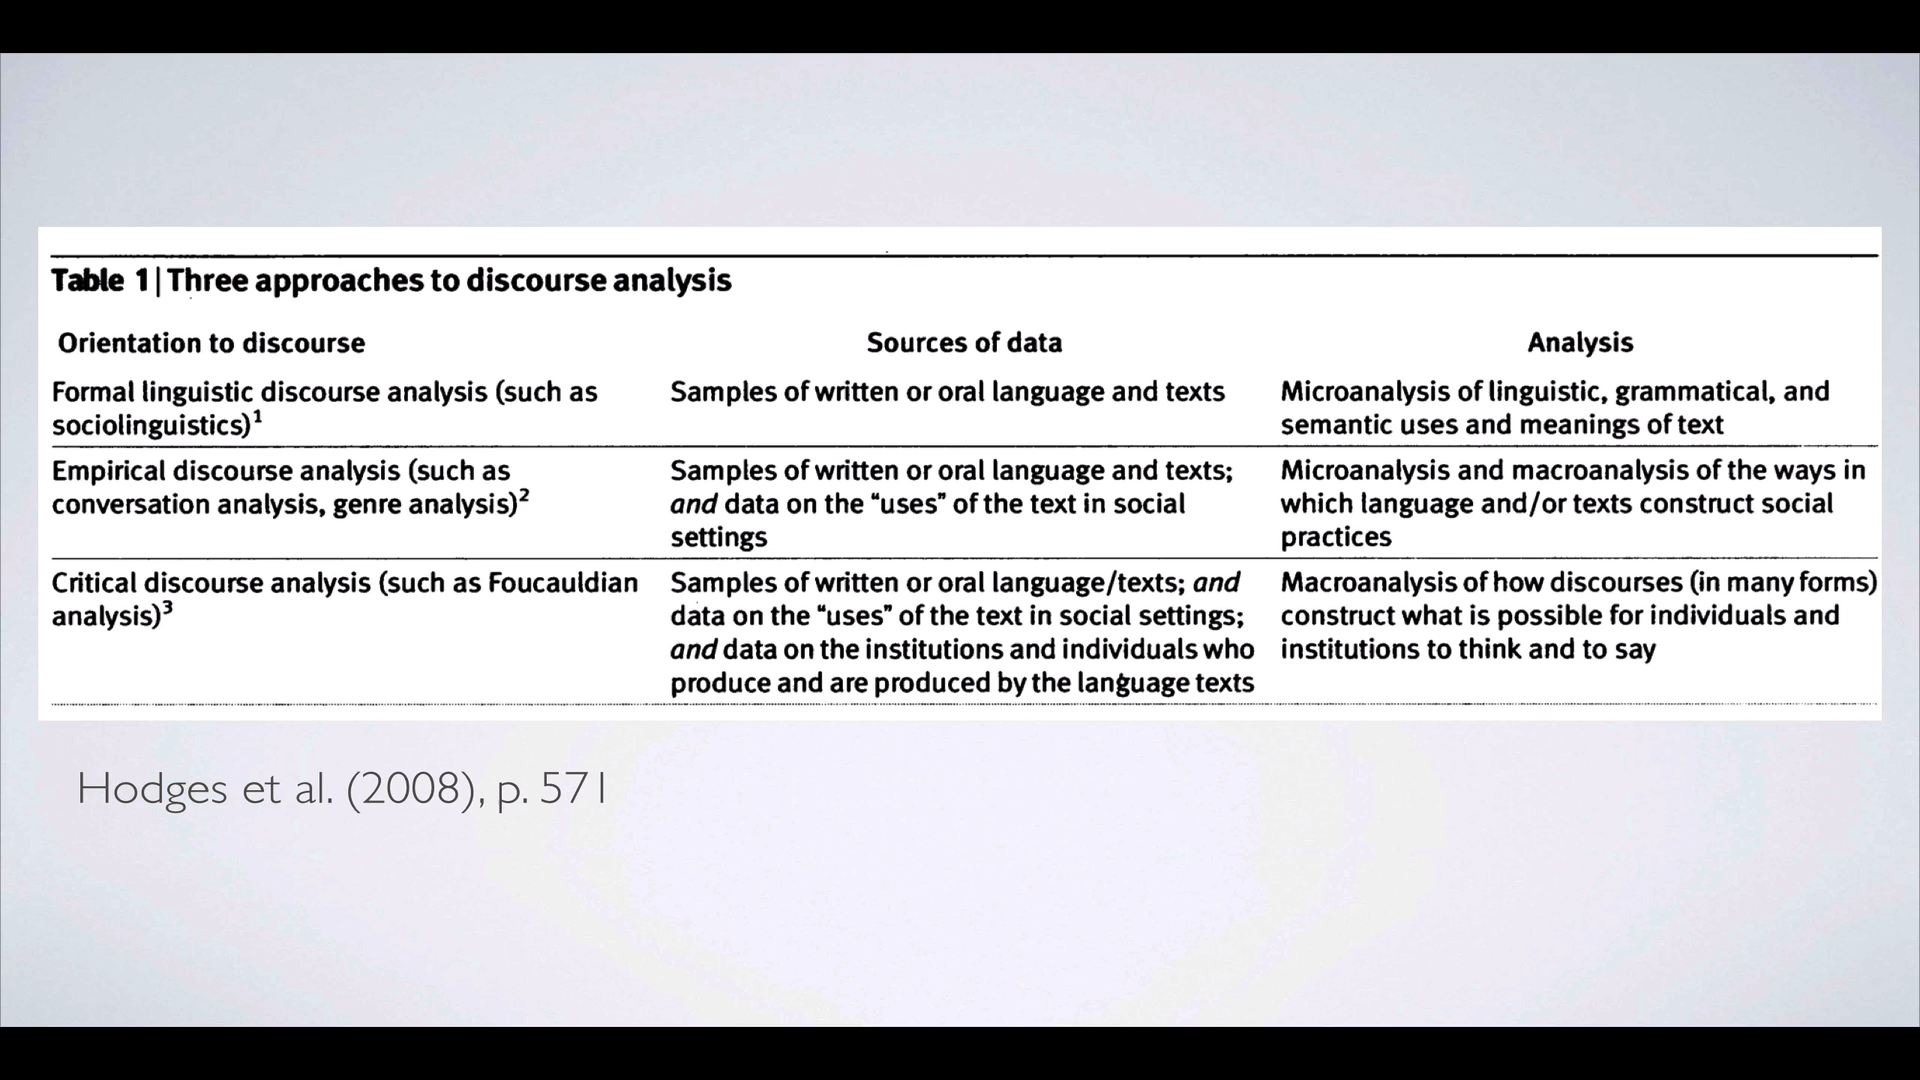 Table 1|Three approaches to discourse analysis
Orientation to discourse Sources of data Analysis
Formal linguistic discourse analysis (such as Samples of written or oral language and texts Microanalysis of linguistic, grammatical, and
sociolinguistics)¹ semantic uses and meanings of text
Empirical discourse analysis (such as Samples of written or oral language and texts; Microanalysis and macroanalysis of the ways in
conversation analysis, genre analysis)² and data on the “uses” of the text in social which language and/or texts construct social
settings practices
Critical discourse analysis (such as Foucauldian Samples of written or oral language/texts; and Macroanalysis of how discourses (in many forms)
analysis)³ data on the “uses” of the text in social settings; construct what is possible for individuals and
and data on the institutions and individuals who institutions to think and to say
produce and are produced by the language texts
Hodges et al. (2008), p. 571